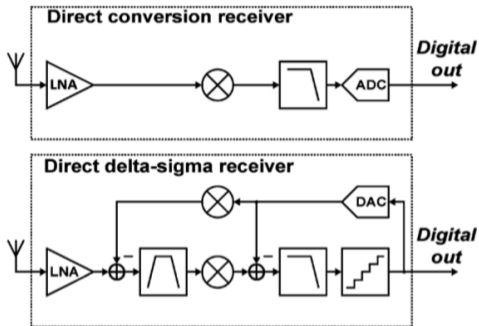 Direct conversion receiver
Digital
out
LNA
ADC
Direct delta-sigma receiver
DAC
Digital
out
LNA